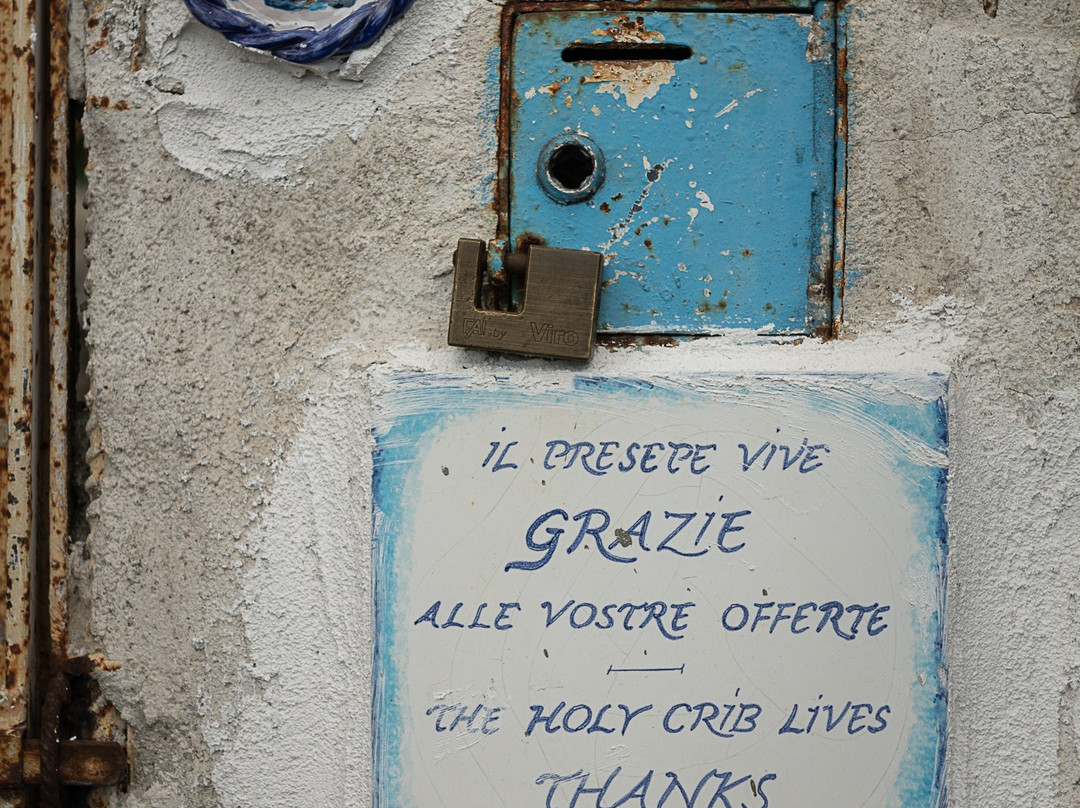 FAI by Viro
iL PRESEPE ViVE
GRAZiE
ALLE VOSTRE OFFERTE
THE HOLY CRiB LiVES
THANKS